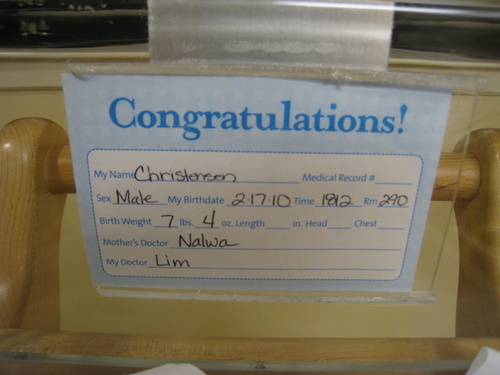 Congratulations!
My Name Christensen Medical Record #
Sex Male My Birthdate 2·17·10 Time 1812 Rm 290
Birth Weight 7 lbs. 4 oz. Length in. Head Chest
Mother's Doctor Nalwa
My Doctor Lim